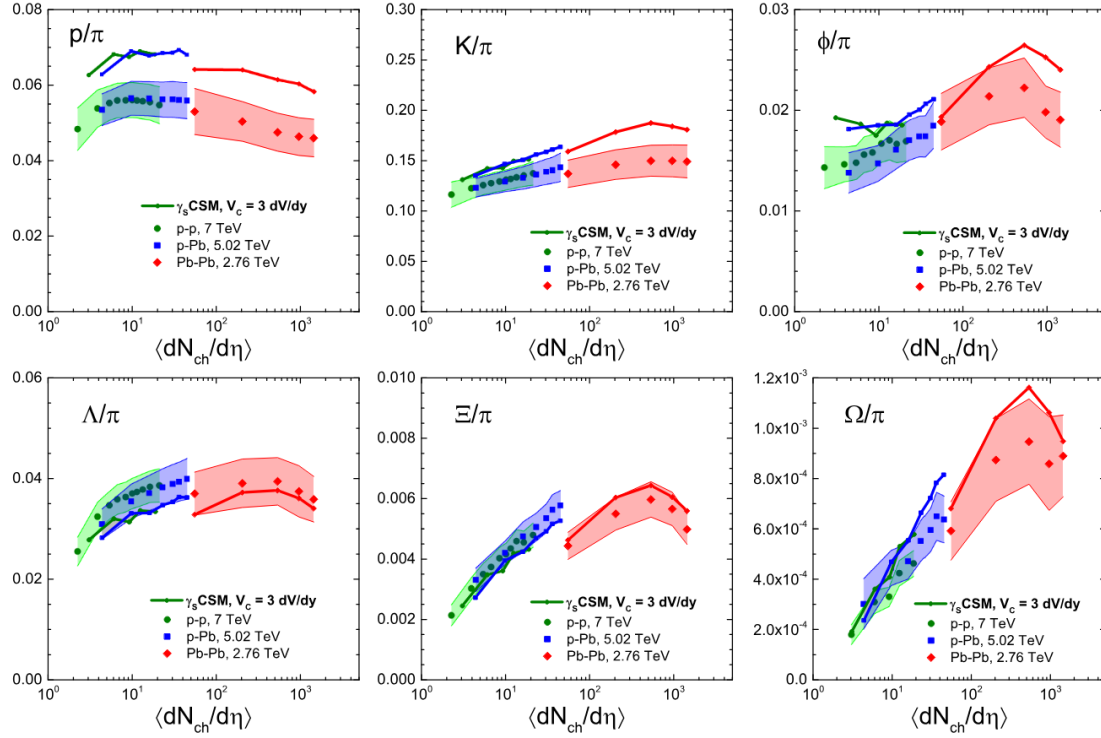 p/π
0.08
0.06
0.04
0.02
0.00
γsCSM, VC = 3 dV/dy
p-p, 7 TeV
p-Pb, 5.02 TeV
Pb-Pb, 2.76 TeV
10^0 10^1 10^2 10^3
⟨dNch/dη⟩
K/π
0.30
0.25
0.20
0.15
0.10
0.05
0.00
γsCSM, VC = 3 dV/dy
p-p, 7 TeV
p-Pb, 5.02 TeV
Pb-Pb, 2.76 TeV
10^0 10^1 10^2 10^3
⟨dNch/dη⟩
ϕ/π
0.03
0.02
0.01
0.00
γsCSM, VC = 3 dV/dy
p-p, 7 TeV
p-Pb, 5.02 TeV
Pb-Pb, 2.76 TeV
10^0 10^1 10^2 10^3
⟨dNch/dη⟩
Λ/π
0.06
0.04
0.02
0.00
γsCSM, VC = 3 dV/dy
p-p, 7 TeV
p-Pb, 5.02 TeV
Pb-Pb, 2.76 TeV
10^0 10^1 10^2 10^3
⟨dNch/dη⟩
Ξ/π
0.010
0.008
0.006
0.004
0.002
0.000
γsCSM, VC = 3 dV/dy
p-p, 7 TeV
p-Pb, 5.02 TeV
Pb-Pb, 2.76 TeV
10^0 10^1 10^2 10^3
⟨dNch/dη⟩
Ω/π
1.2x10^-3
1.0x10^-3
8.0x10^-4
6.0x10^-4
4.0x10^-4
2.0x10^-4
0.0
γsCSM, VC = 3 dV/dy
p-p, 7 TeV
p-Pb, 5.02 TeV
Pb-Pb, 2.76 TeV
10^0 10^1 10^2 10^3
⟨dNch/dη⟩